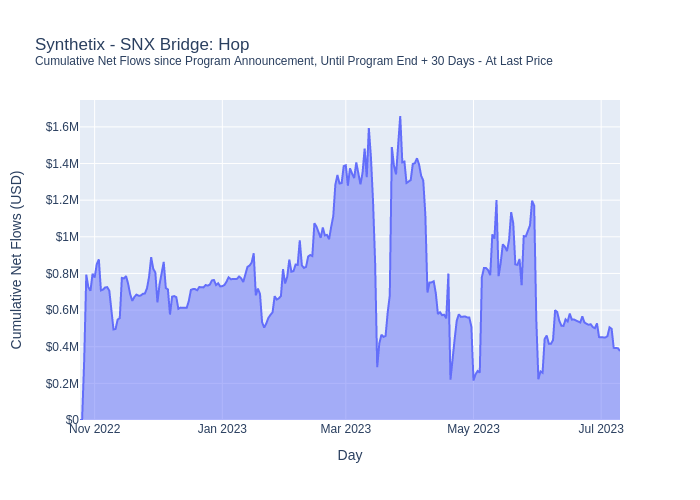 Synthetix - SNX Bridge: Hop
Cumulative Net Flows since Program Announcement, Until Program End + 30 Days - At Last Price
Cumulative Net Flows (USD)
$1.6M
$1.4M
$1.2M
$1M
$0.8M
$0.6M
$0.4M
$0.2M
$0
Nov 2022
Jan 2023
Mar 2023
May 2023
Jul 2023
Day